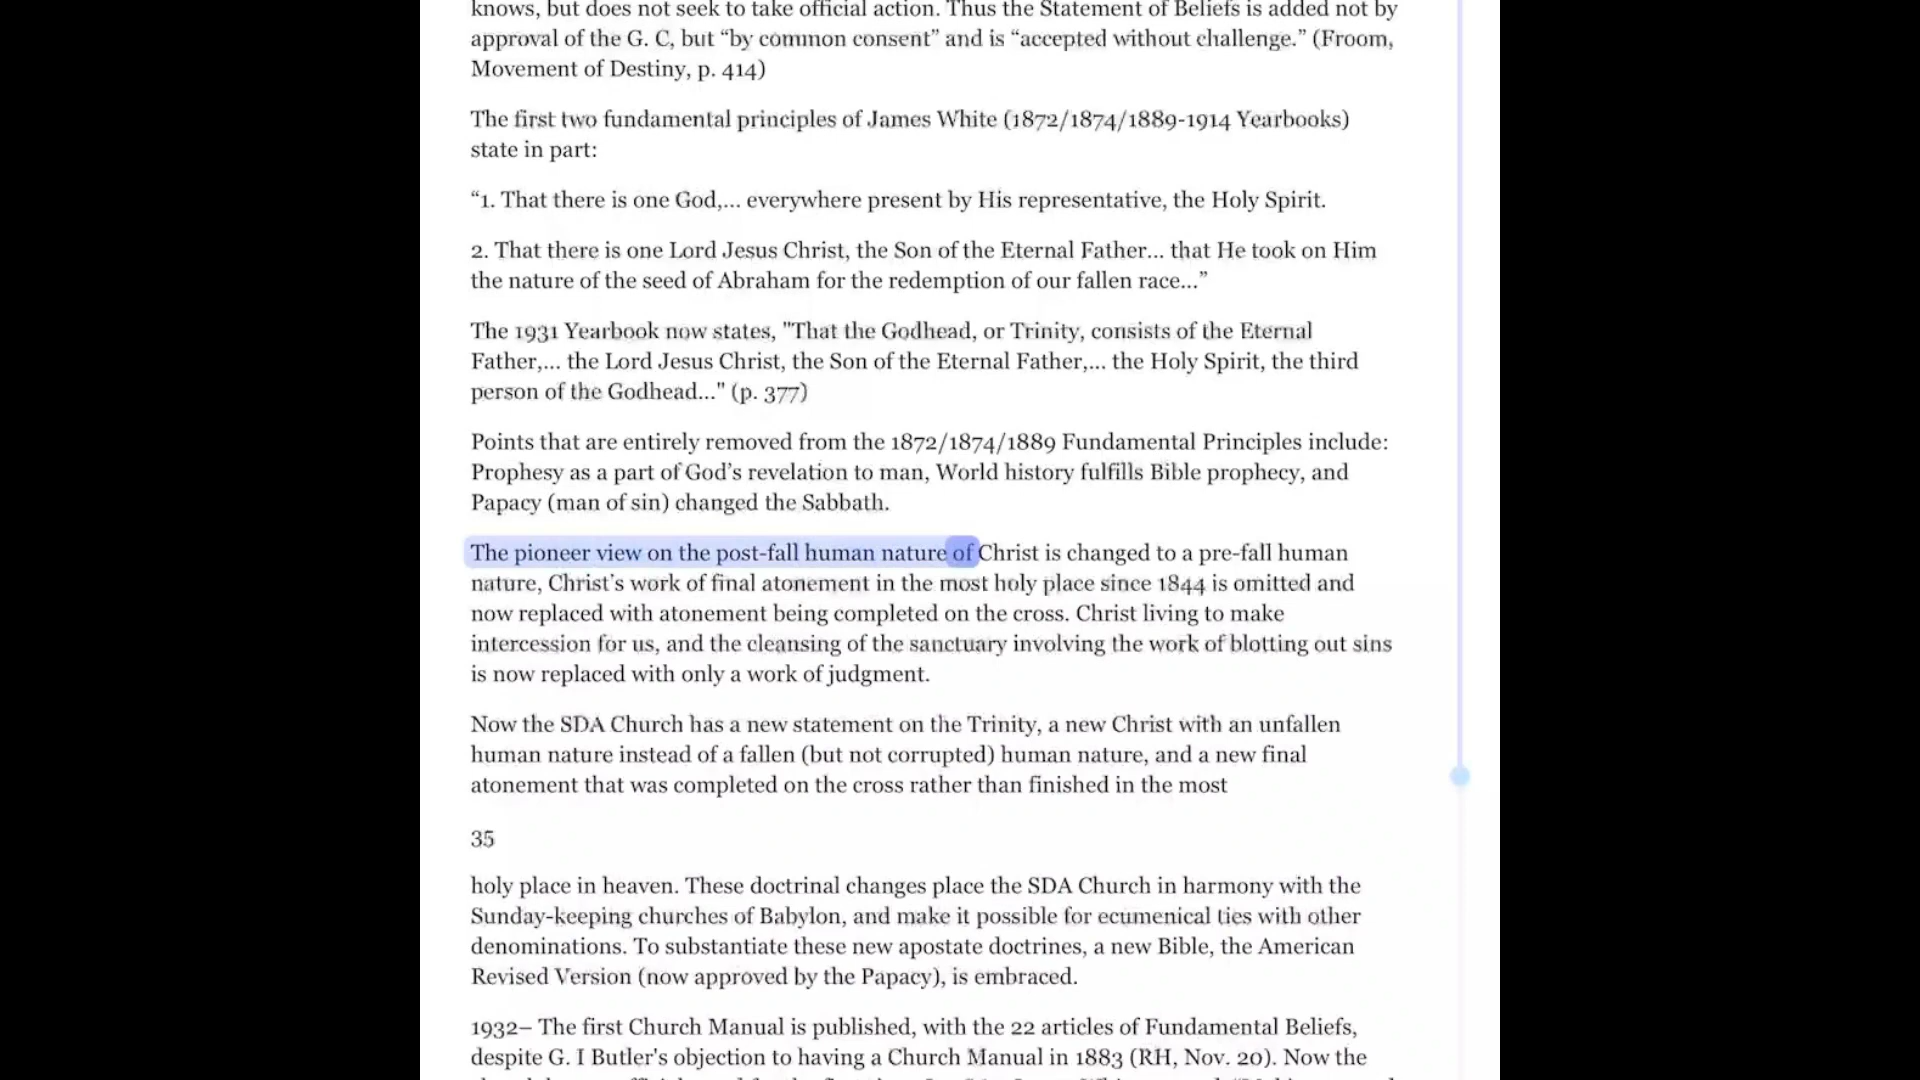 knows, but does not seek to take official action. Thus the Statement of Beliefs is added not by
approval of the G. C, but “by common consent” and is “accepted without challenge.” (Froom,
Movement of Destiny, p. 414)
The first two fundamental principles of James White (1872/1874/1889-1914 Yearbooks)
state in part:
“1. That there is one God,... everywhere present by His representative, the Holy Spirit.
2. That there is one Lord Jesus Christ, the Son of the Eternal Father... that He took on Him
the nature of the seed of Abraham for the redemption of our fallen race...”
The 1931 Yearbook now states, "That the Godhead, or Trinity, consists of the Eternal
Father,... the Lord Jesus Christ, the Son of the Eternal Father,... the Holy Spirit, the third
person of the Godhead..." (p. 377)
Points that are entirely removed from the 1872/1874/1889 Fundamental Principles include:
Prophesy as a part of God’s revelation to man, World history fulfills Bible prophecy, and
Papacy (man of sin) changed the Sabbath.
The pioneer view on the post-fall human nature of Christ is changed to a pre-fall human
nature, Christ’s work of final atonement in the most holy place since 1844 is omitted and
now replaced with atonement being completed on the cross. Christ living to make
intercession for us, and the cleansing of the sanctuary involving the work of blotting out sins
is now replaced with only a work of judgment.
Now the SDA Church has a new statement on the Trinity, a new Christ with an unfallen
human nature instead of a fallen (but not corrupted) human nature, and a new final
atonement that was completed on the cross rather than finished in the most
35
holy place in heaven. These doctrinal changes place the SDA Church in harmony with the
Sunday-keeping churches of Babylon, and make it possible for ecumenical ties with other
denominations. To substantiate these new apostate doctrines, a new Bible, the American
Revised Version (now approved by the Papacy), is embraced.
1932– The first Church Manual is published, with the 22 articles of Fundamental Beliefs,
despite G. I Butler's objection to having a Church Manual in 1883 (RH, Nov. 20). Now the